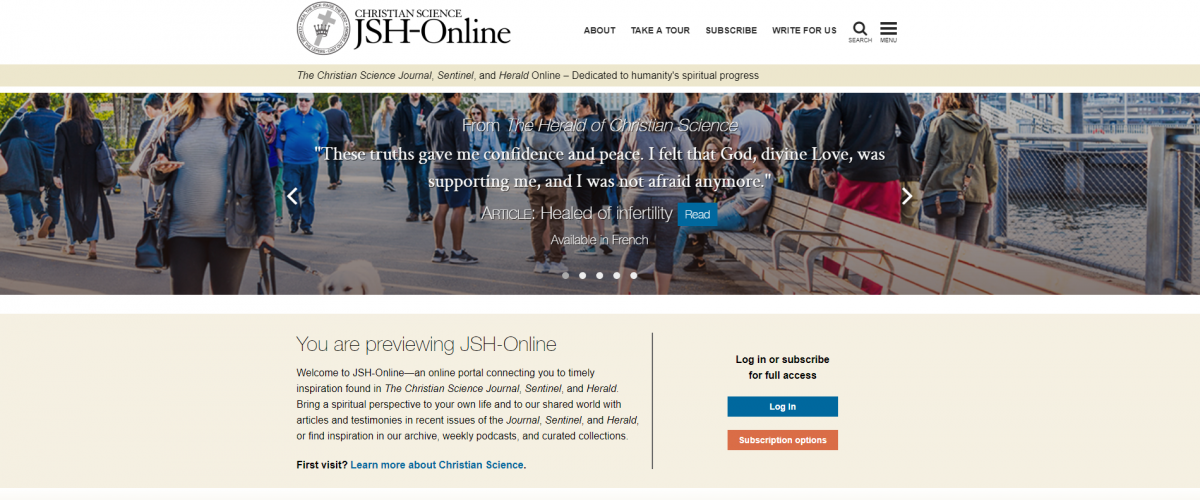 CHRISTIAN SCIENCE
JSH-Online
ABOUT
TAKE A TOUR
SUBSCRIBE
WRITE FOR US
SEARCH
MENU
The Christian Science Journal, Sentinel, and Herald Online – Dedicated to humanity's spiritual progress
From The Herald of Christian Science
"These truths gave me confidence and peace. I felt that God, divine Love, was
supporting me, and I was not afraid anymore."
ARTICLE: Healed of infertility Read
Available in French
You are previewing JSH-Online
Welcome to JSH-Online—an online portal connecting you to timely
inspiration found in The Christian Science Journal, Sentinel, and Herald.
Bring a spiritual perspective to your own life and to our shared world with
articles and testimonies in recent issues of the Journal, Sentinel, and Herald,
or find inspiration in our archive, weekly podcasts, and curated collections.
First visit? Learn more about Christian Science.
Log in or subscribe
for full access
Log In
Subscription options